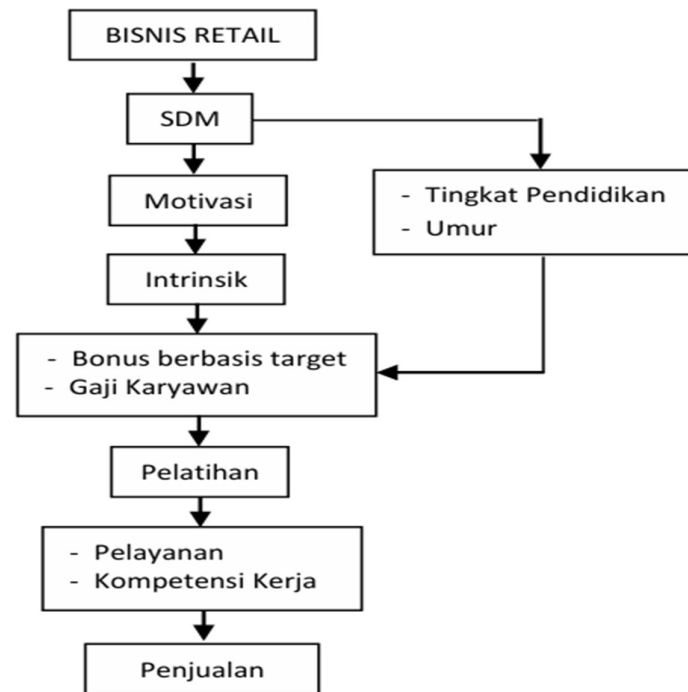 BISNIS RETAIL
SDM
Motivasi
- Tingkat Pendidikan
- Umur
Intrinsik
- Bonus berbasis target
- Gaji Karyawan
Pelatihan
- Pelayanan
- Kompetensi Kerja
Penjualan